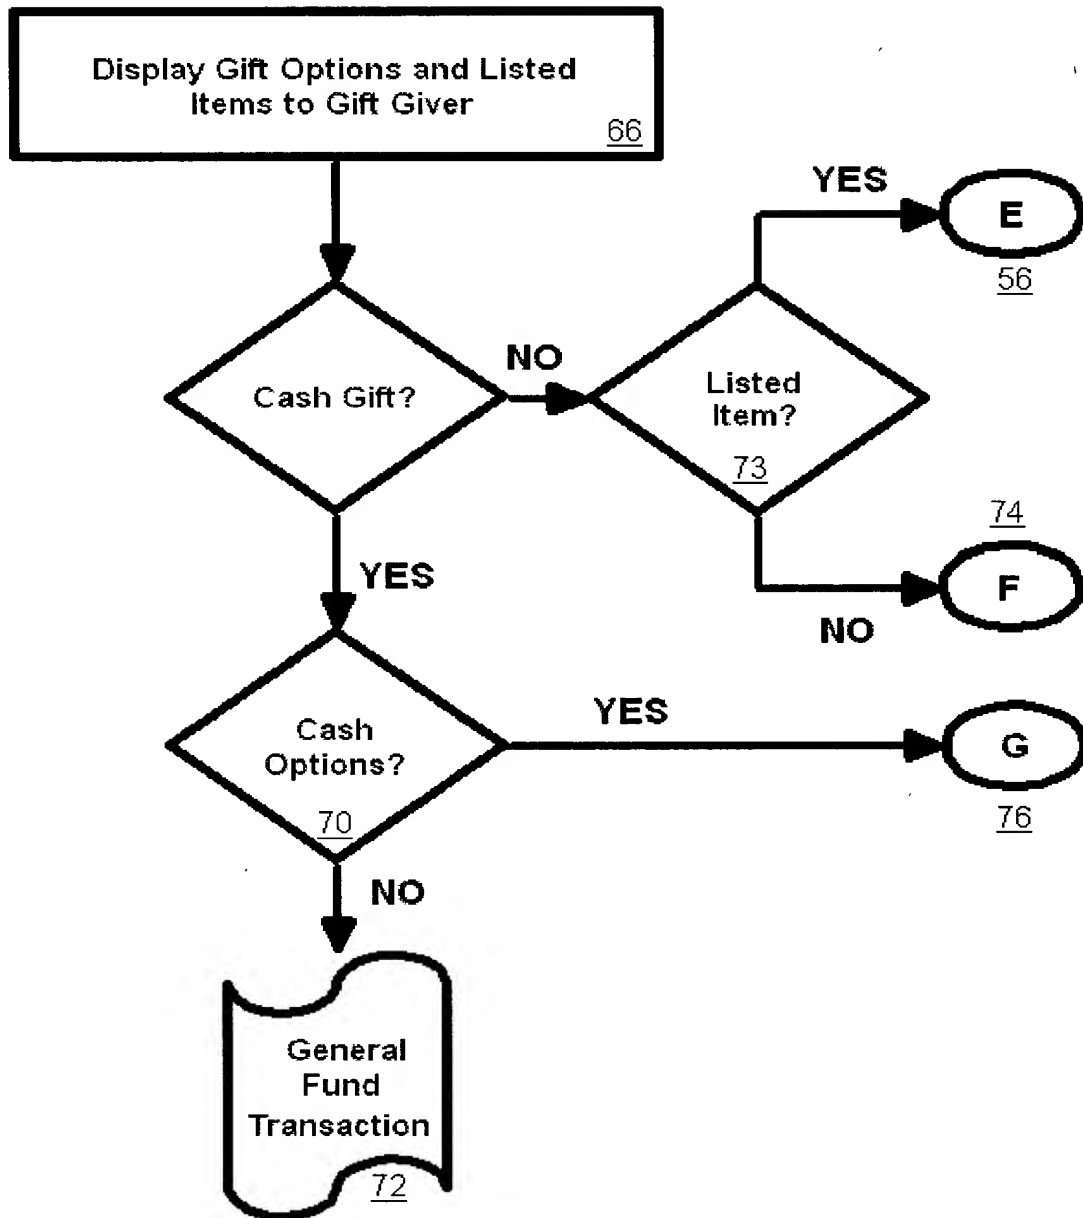 Display Gift Options and Listed
Items to Gift Giver
66
YES
E
56
Cash Gift?
NO
Listed
Item?
73
74
F
NO
YES
Cash
Options?
70
YES
G
76
NO
General
Fund
Transaction
72